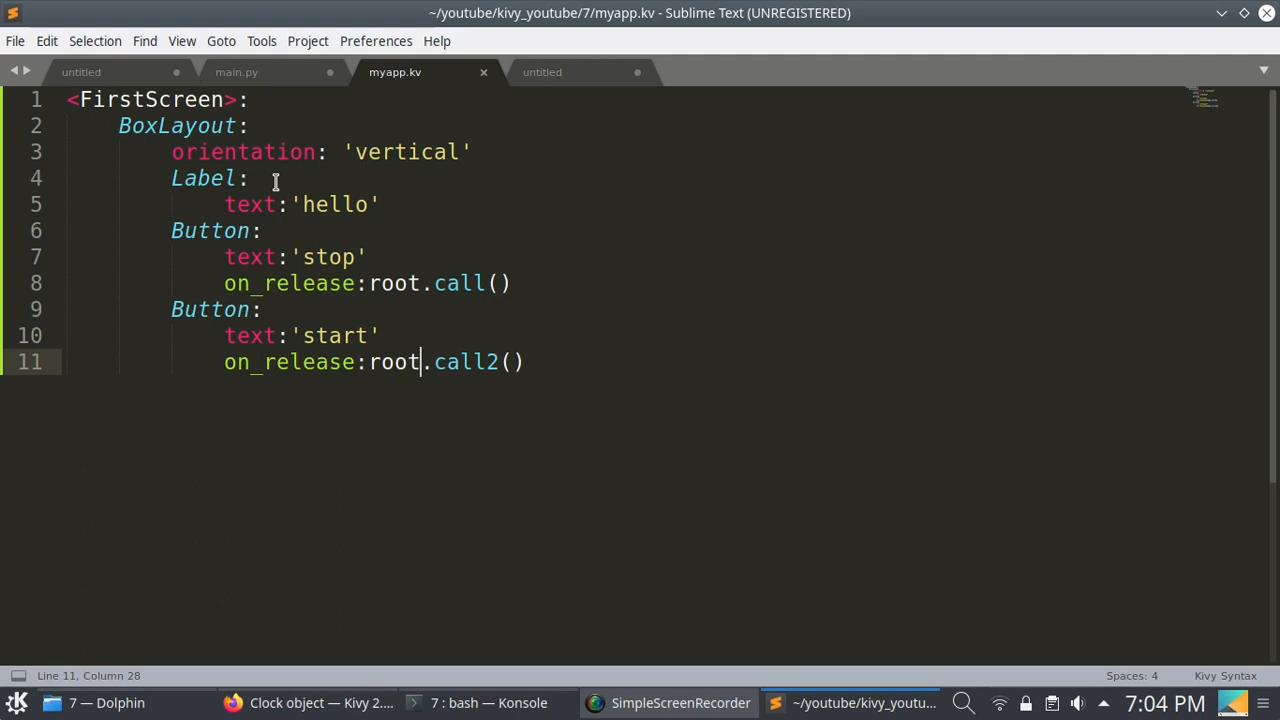 ~/youtube/kivy_youtube/7/myapp.kv - Sublime Text (UNREGISTERED)
File Edit Selection Find View Goto Tools Project Preferences Help
untitled main.py myapp.kv untitled
1 <FirstScreen>:
2 BoxLayout:
3 orientation: 'vertical'
4 Label:
5 text:'hello'
6 Button:
7 text:'stop'
8 on_release:root.call()
9 Button:
10 text:'start'
11 on_release:root.call2()
Line 11, Column 28 Spaces: 4 Kivy Syntax
7 — Dolphin Clock object — Kivy 2.... 7 : bash — Konsole SimpleScreenRecorder ~/youtube/kivy_youtu... 7:04 PM